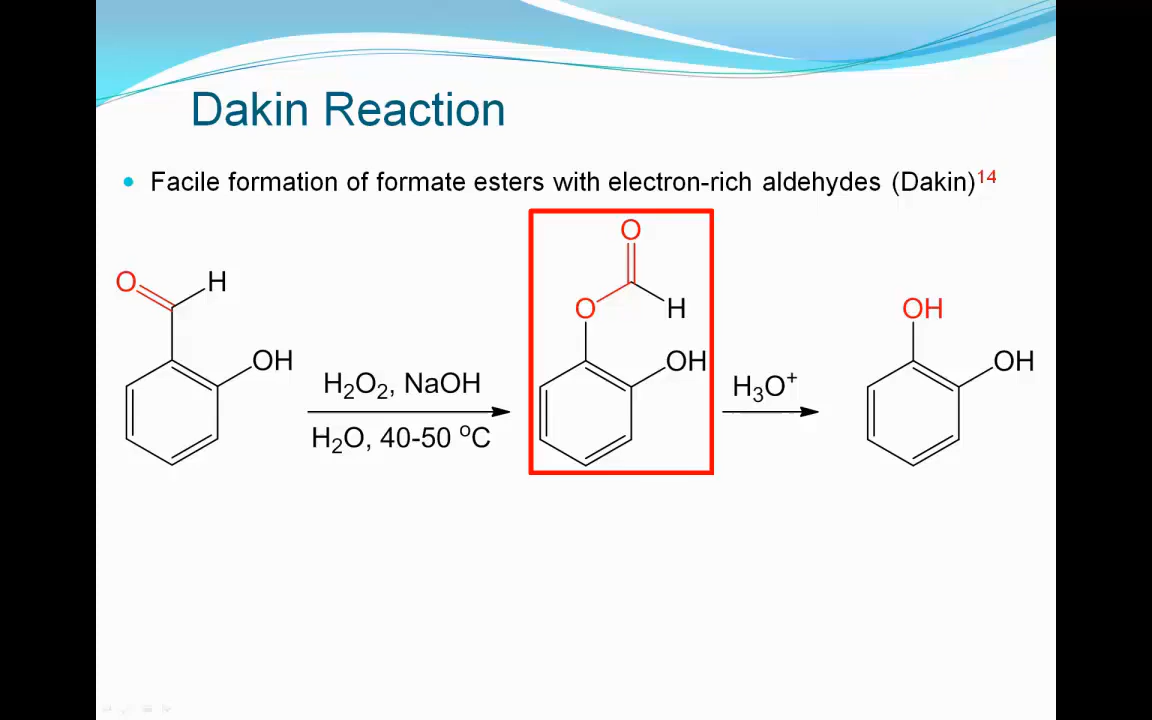 Dakin Reaction
• Facile formation of formate esters with electron-rich aldehydes (Dakin)¹⁴
O H
OH
H₂O₂, NaOH
H₂O, 40-50 °C
O
O H
OH
H₃O⁺
OH
OH